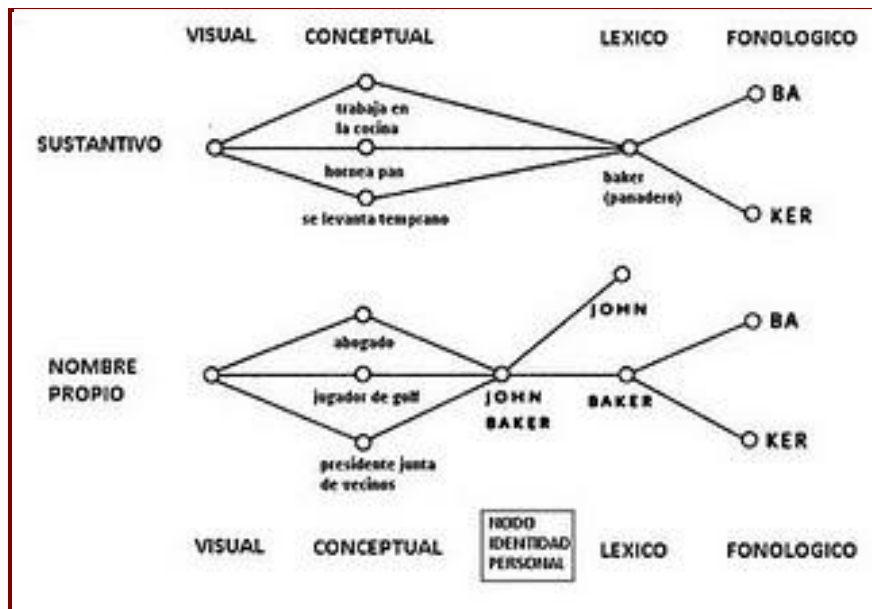 VISUAL CONCEPTUAL LEXICO FONOLOGICO
BA
trabaja en
la cocina
SUSTANTIVO
hornea pan
baker
(panadero)
se levanta temprano
KER
JOHN
BA
abogado
NOMBRE
PROPIO
jugador de golf
JOHN
BAKER
BAKER
KER
presidente junta
de vecinos
NODO
IDENTIDAD
PERSONAL
VISUAL CONCEPTUAL LEXICO FONOLOGICO